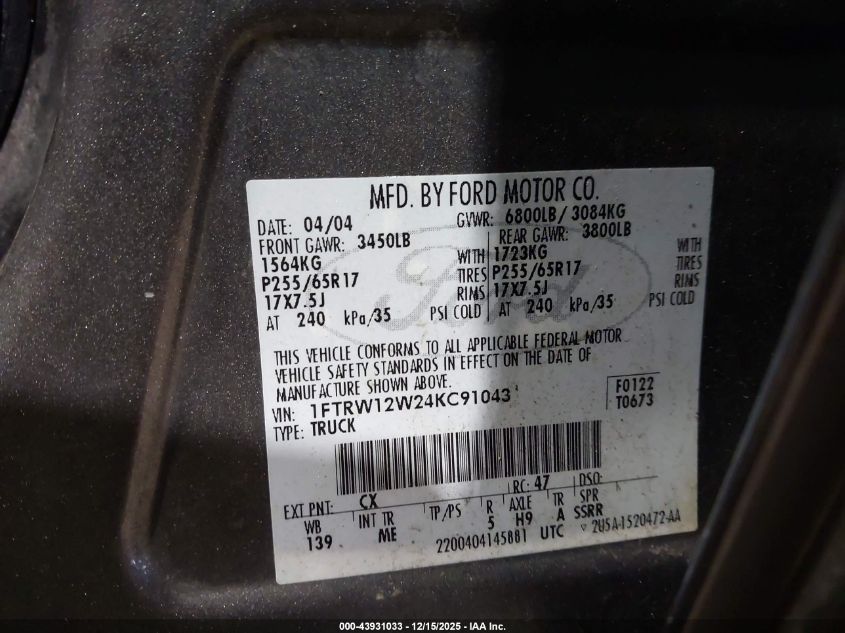 MFD. BY FORD MOTOR CO.
DATE: 04/04 GVWR: 6800LB/ 3084KG
FRONT GAWR: 3450LB REAR GAWR: 3800LB
1564KG WITH 1723KG WITH
P255/65R17 TIRES P255/65R17 TIRES
17X7.5J RIMS 17X7.5J RIMS
AT 240 kPa/35 PSI COLD AT 240 kPa/35 PSI COLD
THIS VEHICLE CONFORMS TO ALL APPLICABLE FEDERAL MOTOR
VEHICLE SAFETY STANDARDS IN EFFECT ON THE DATE OF
MANUFACTURE SHOWN ABOVE.
VIN: 1FTRW12W24KC91043 F0122
TYPE: TRUCK T0673
EXT PNT: CX RC: 47 DSO:
WB INT TR TP/PS R AXLE TR SPR
139 ME 5 H9 A SSRR
2200404145881 UTC ▽ 2U5A-1520472-AA
Ford
000-43931033 - 12/15/2025 - IAA Inc.